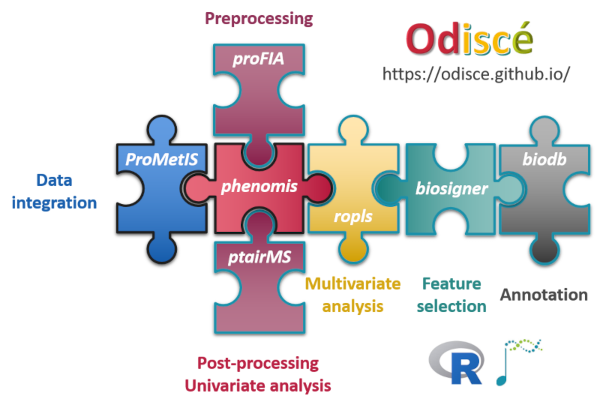 Preprocessing
Odiscé
https://odisce.github.io/
proFIA
ProMetIS
phenomis
ropls
biosigner
biodb
Data
integration
ptairMS
Multivariate
analysis
Feature
selection
Annotation
Post-processing
Univariate analysis
R